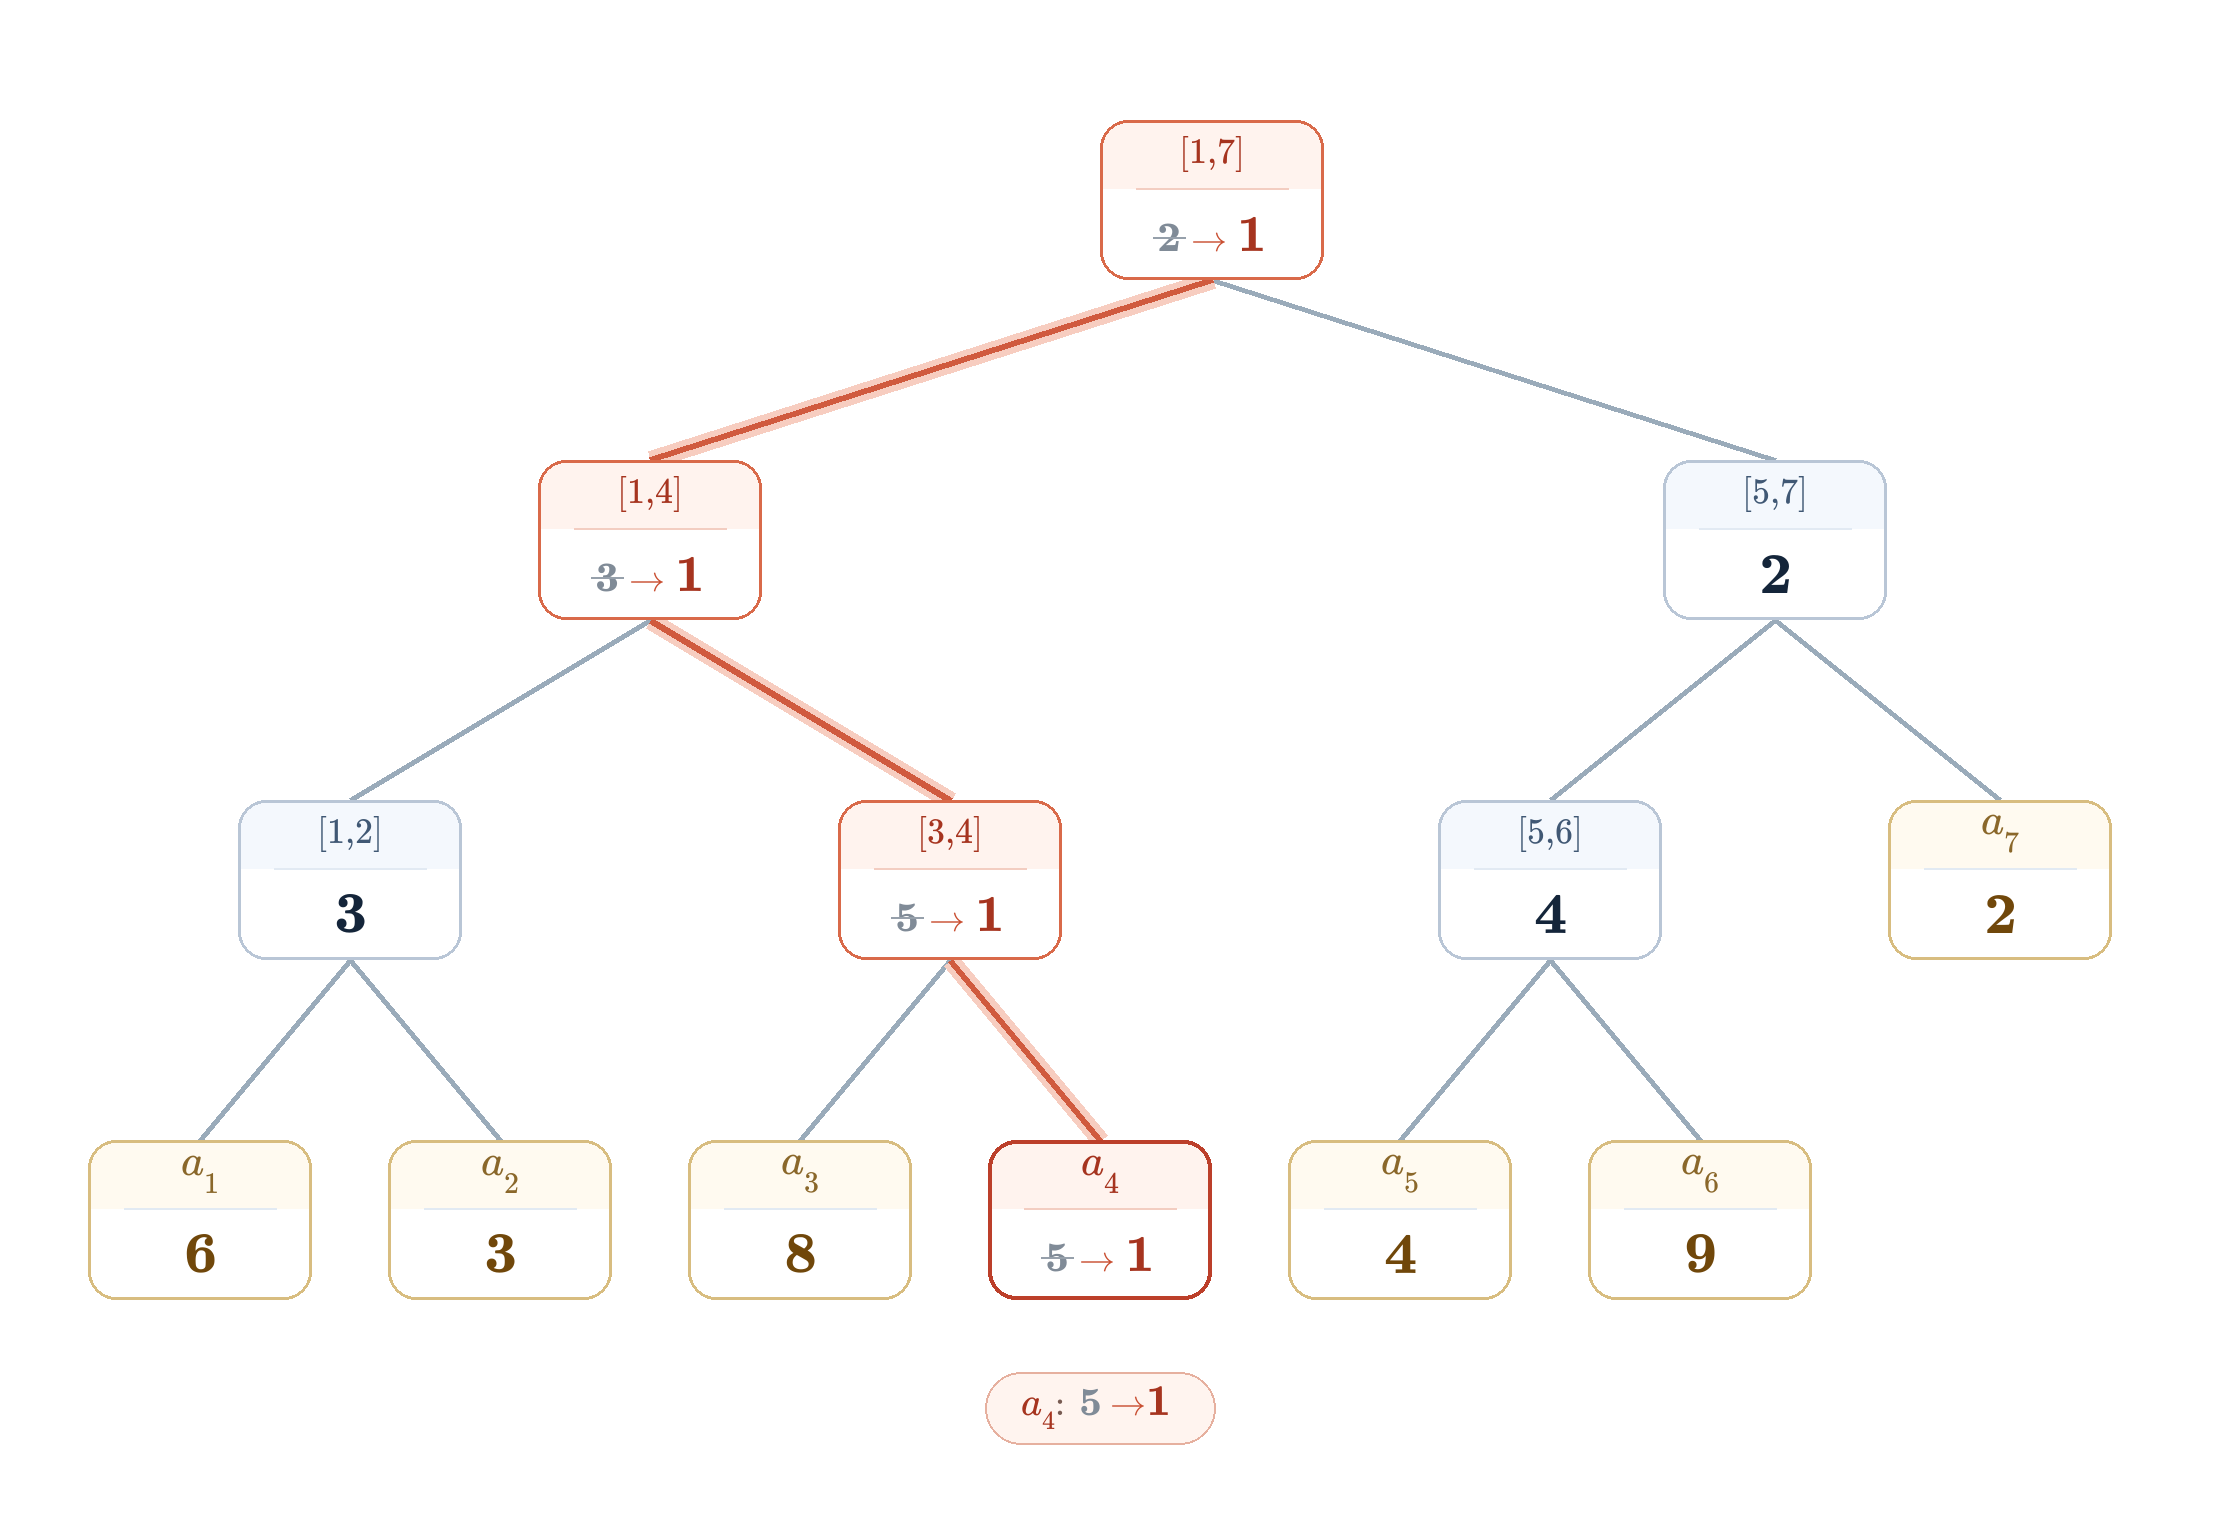 [1,7]
2 → 1
[1,4]
3 → 1
[5,7]
2
[1,2]
3
[3,4]
5 → 1
[5,6]
4
a₇
2
a₁
6
a₂
3
a₃
8
a₄
5 → 1
a₅
4
a₆
9
a₄: 5 →1